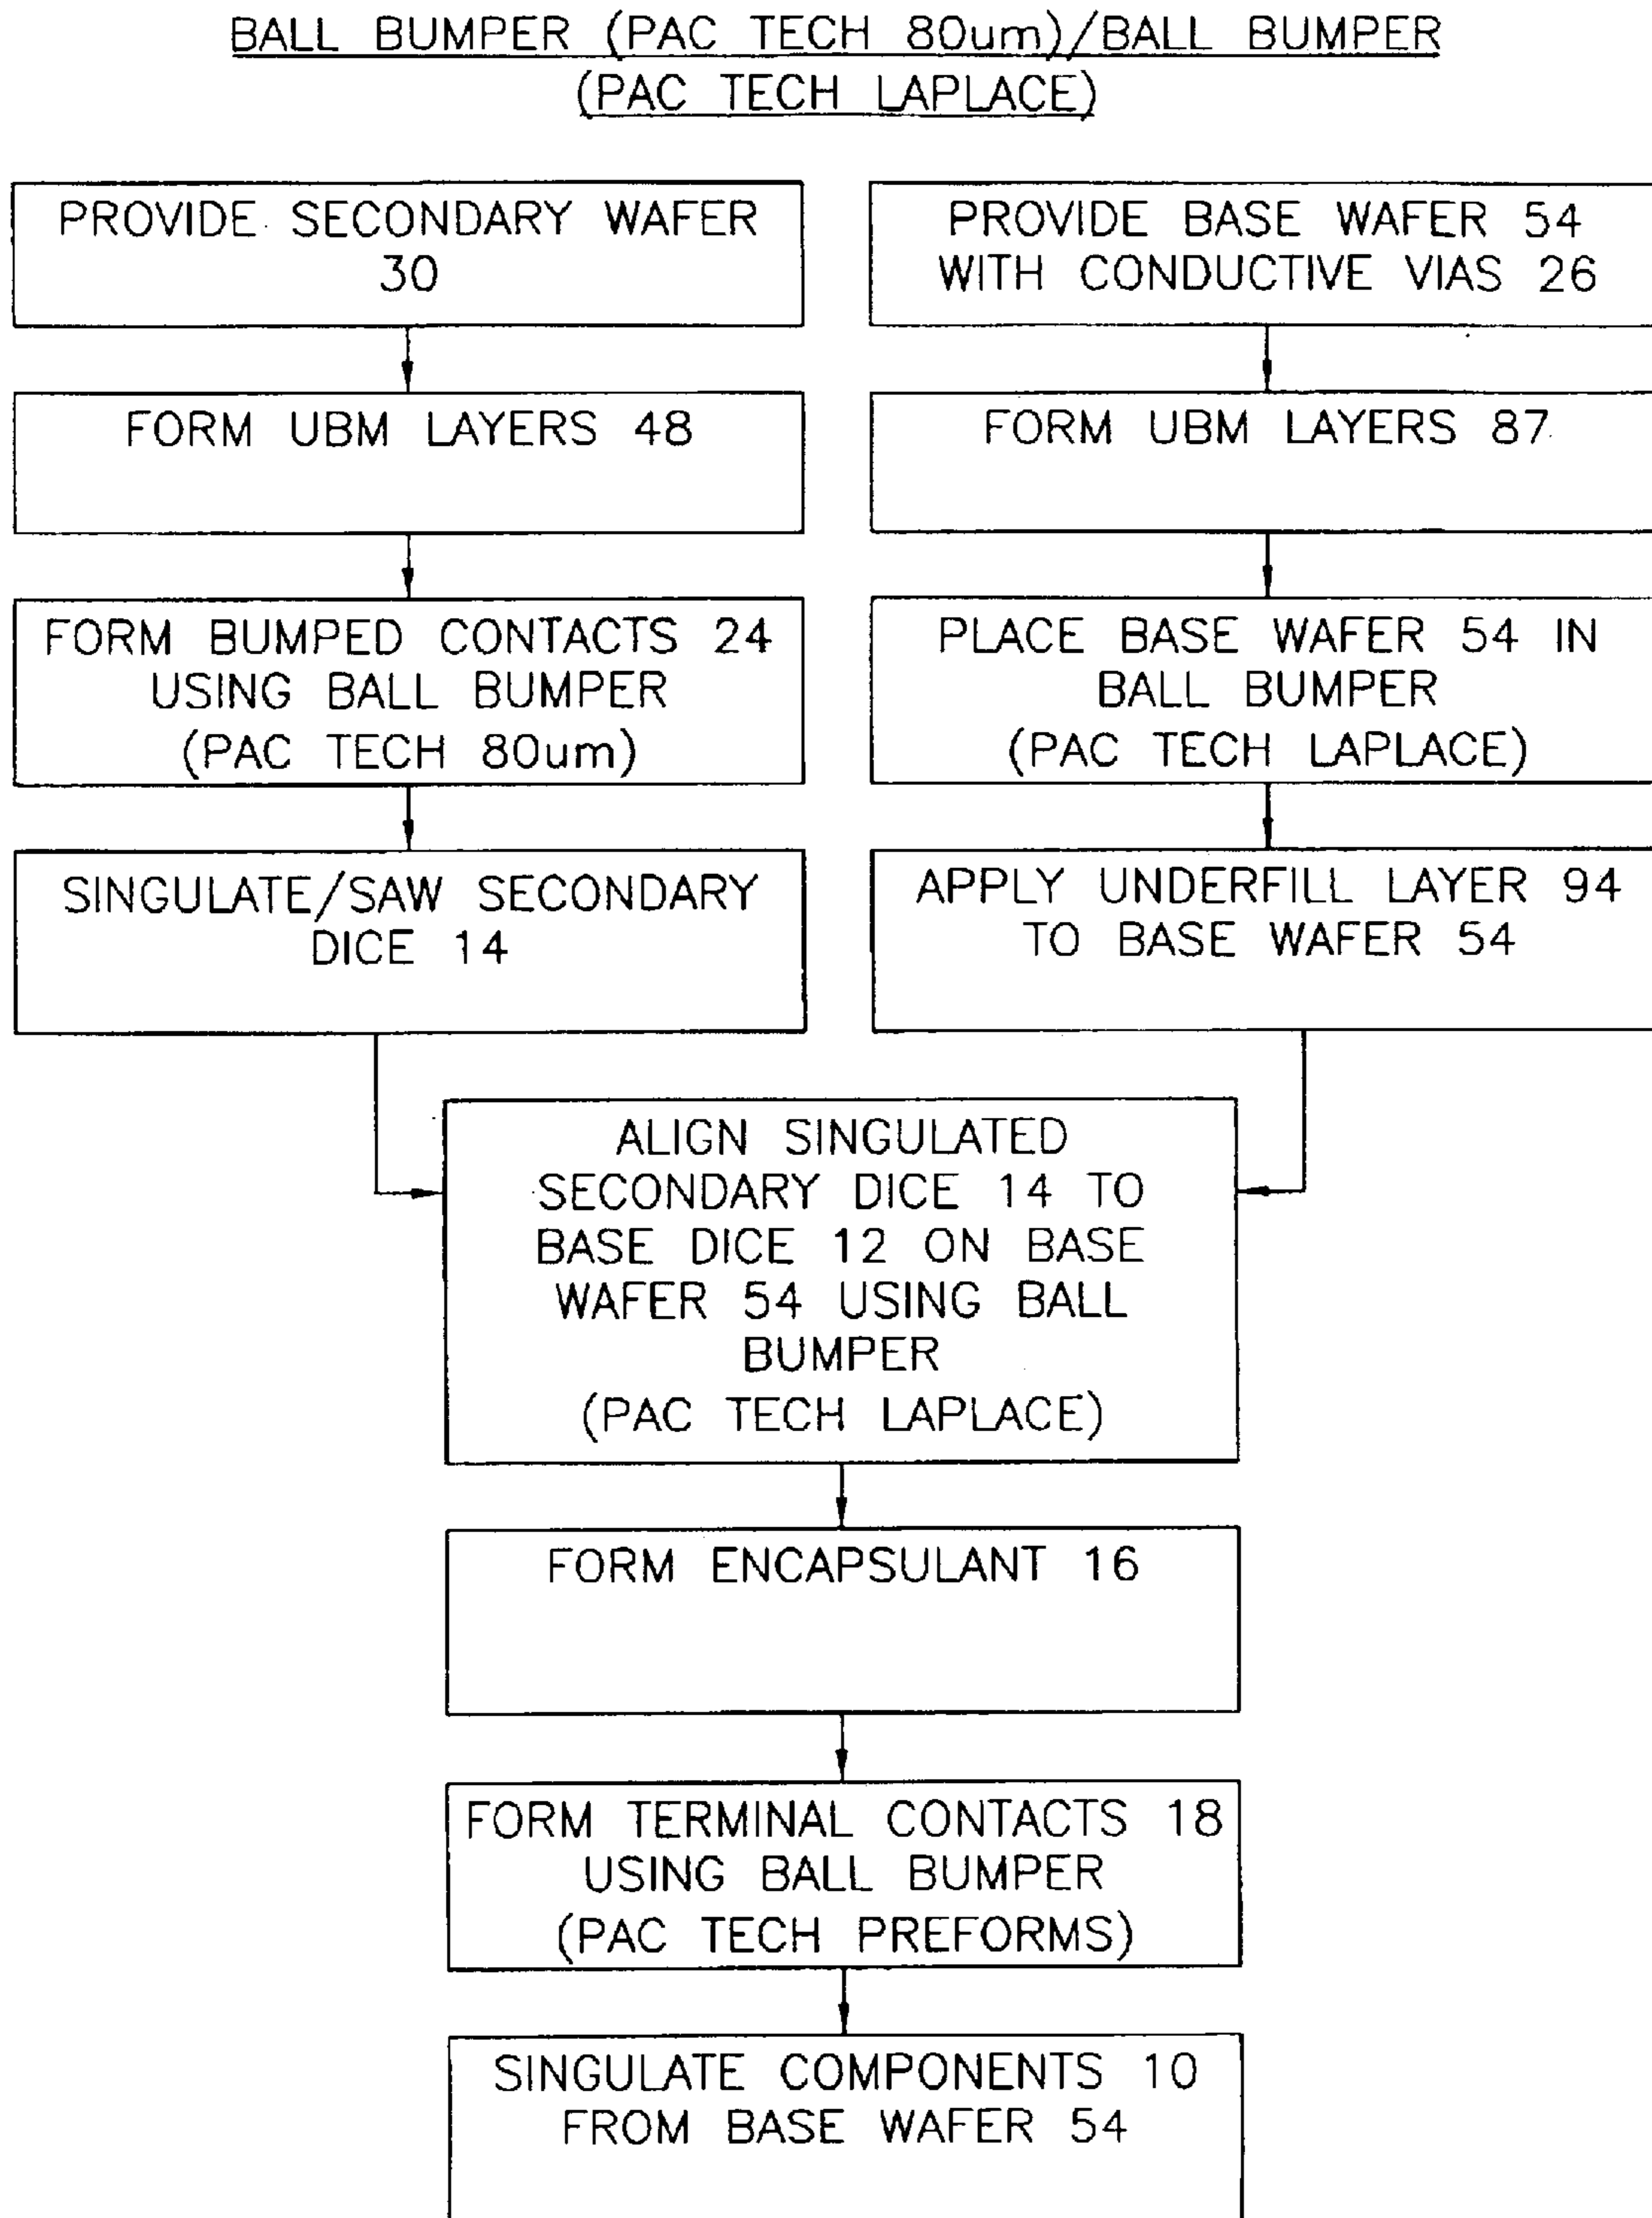 BALL BUMPER (PAC TECH 80um)/BALL BUMPER
(PAC TECH LAPLACE)
PROVIDE SECONDARY WAFER
30
FORM UBM LAYERS 48
FORM BUMPED CONTACTS 24
USING BALL BUMPER
(PAC TECH 80um)
SINGULATE/SAW SECONDARY
DICE 14
PROVIDE BASE WAFER 54
WITH CONDUCTIVE VIAS 26
FORM UBM LAYERS 87
PLACE BASE WAFER 54 IN
BALL BUMPER
(PAC TECH LAPLACE)
APPLY UNDERFILL LAYER 94
TO BASE WAFER 54
ALIGN SINGULATED
SECONDARY DICE 14 TO
BASE DICE 12 ON BASE
WAFER 54 USING BALL
BUMPER
(PAC TECH LAPLACE)
FORM ENCAPSULANT 16
FORM TERMINAL CONTACTS 18
USING BALL BUMPER
(PAC TECH PREFORMS)
SINGULATE COMPONENTS 10
FROM BASE WAFER 54